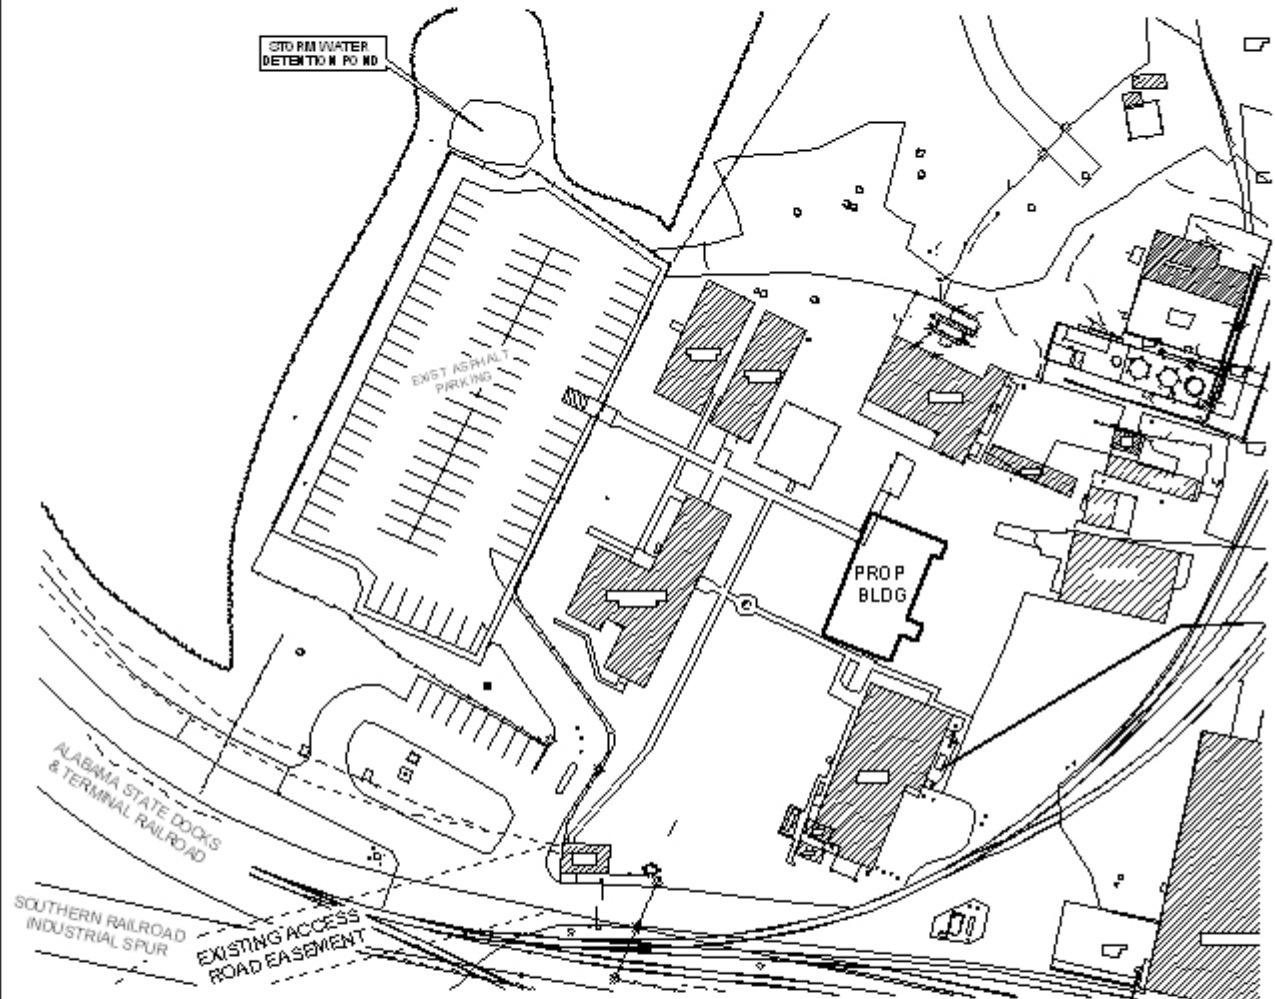 STORM WATER
DETENTION POND
EXIST ASPHALT
PARKING
PROP
BLDG
ALABAMA STATE DOCKS
& TERMINAL RAILROAD
SOUTHERN RAILROAD
INDUSTRIAL SPUR
EXISTING ACCESS
ROAD EASEMENT